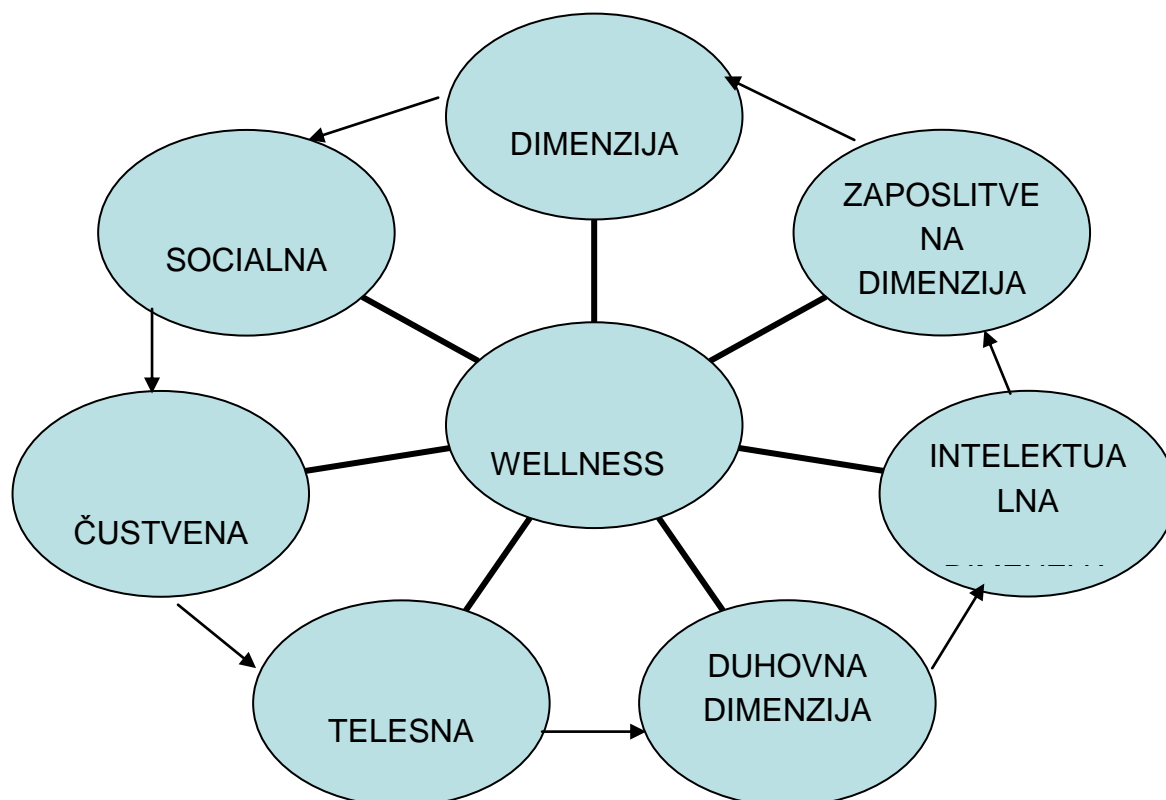 DIMENZIJA
ZAPOSLITVE
NA
DIMENZIJA
SOCIALNA
WELLNESS
INTELEKTUA
LNA
ČUSTVENA
DUHOVNA
DIMENZIJA
TELESNA